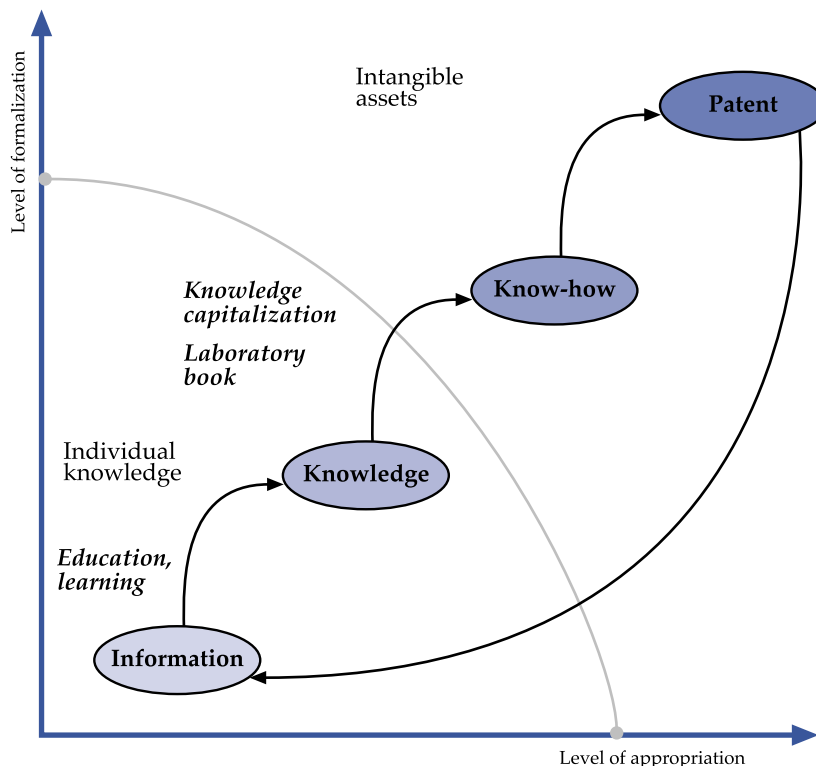 Level of formalization
Intangible
assets
Patent
Know-how
Knowledge
capitalization
Laboratory
book
Individual
knowledge
Knowledge
Education,
learning
Information
Level of appropriation